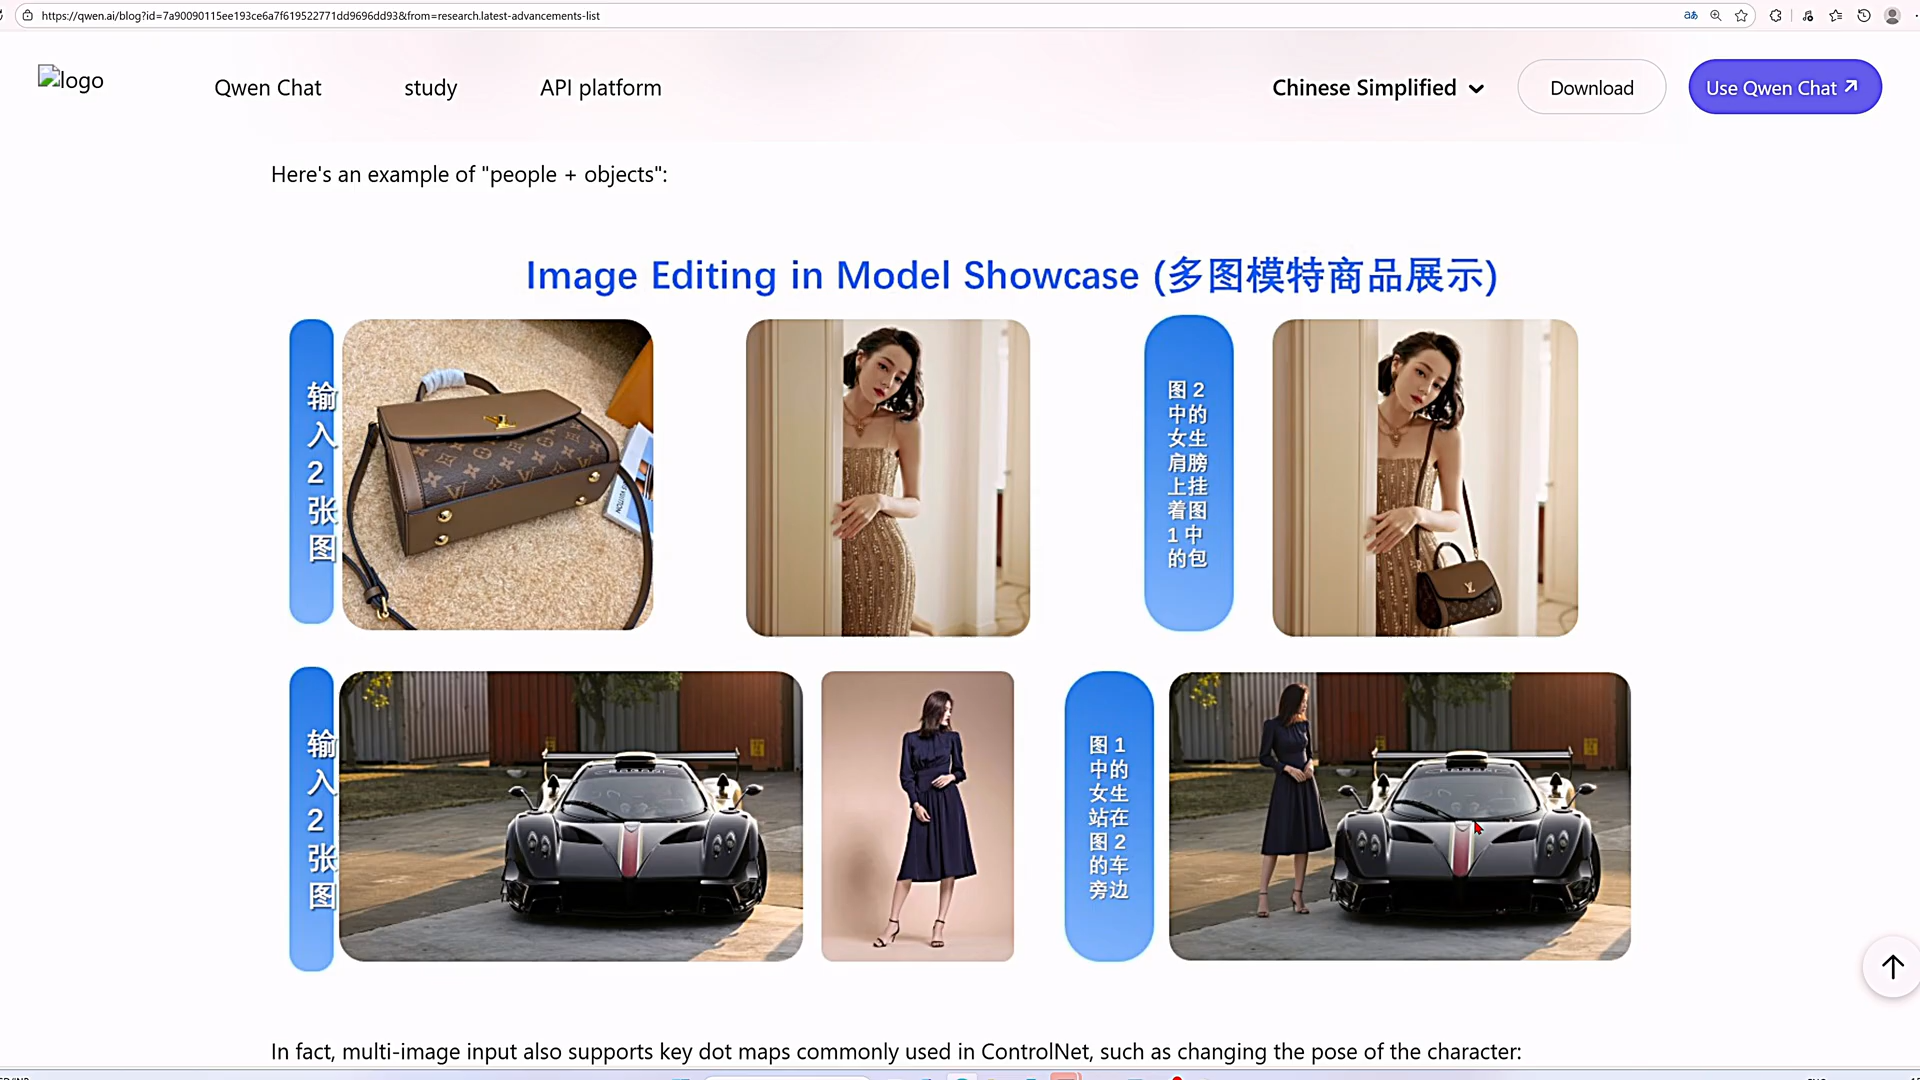 https://qwen.ai/blog?id=7a90090115ee193ce6a7f619522771dd9696dd93&from=research.latest-advancements-list
logo
Qwen Chat
study
API platform
Chinese Simplified
Download
Use Qwen Chat
Here's an example of "people + objects":
Image Editing in Model Showcase (多图模特商品展示)
输
入
2
张
图
图 2
中的
女生
肩膀
上挂
着图
1 中
的包
输
入
2
张
图
图 1
中的
女生
站在
图 2
的车
旁边
In fact, multi-image input also supports key dot maps commonly used in ControlNet, such as changing the pose of the character: